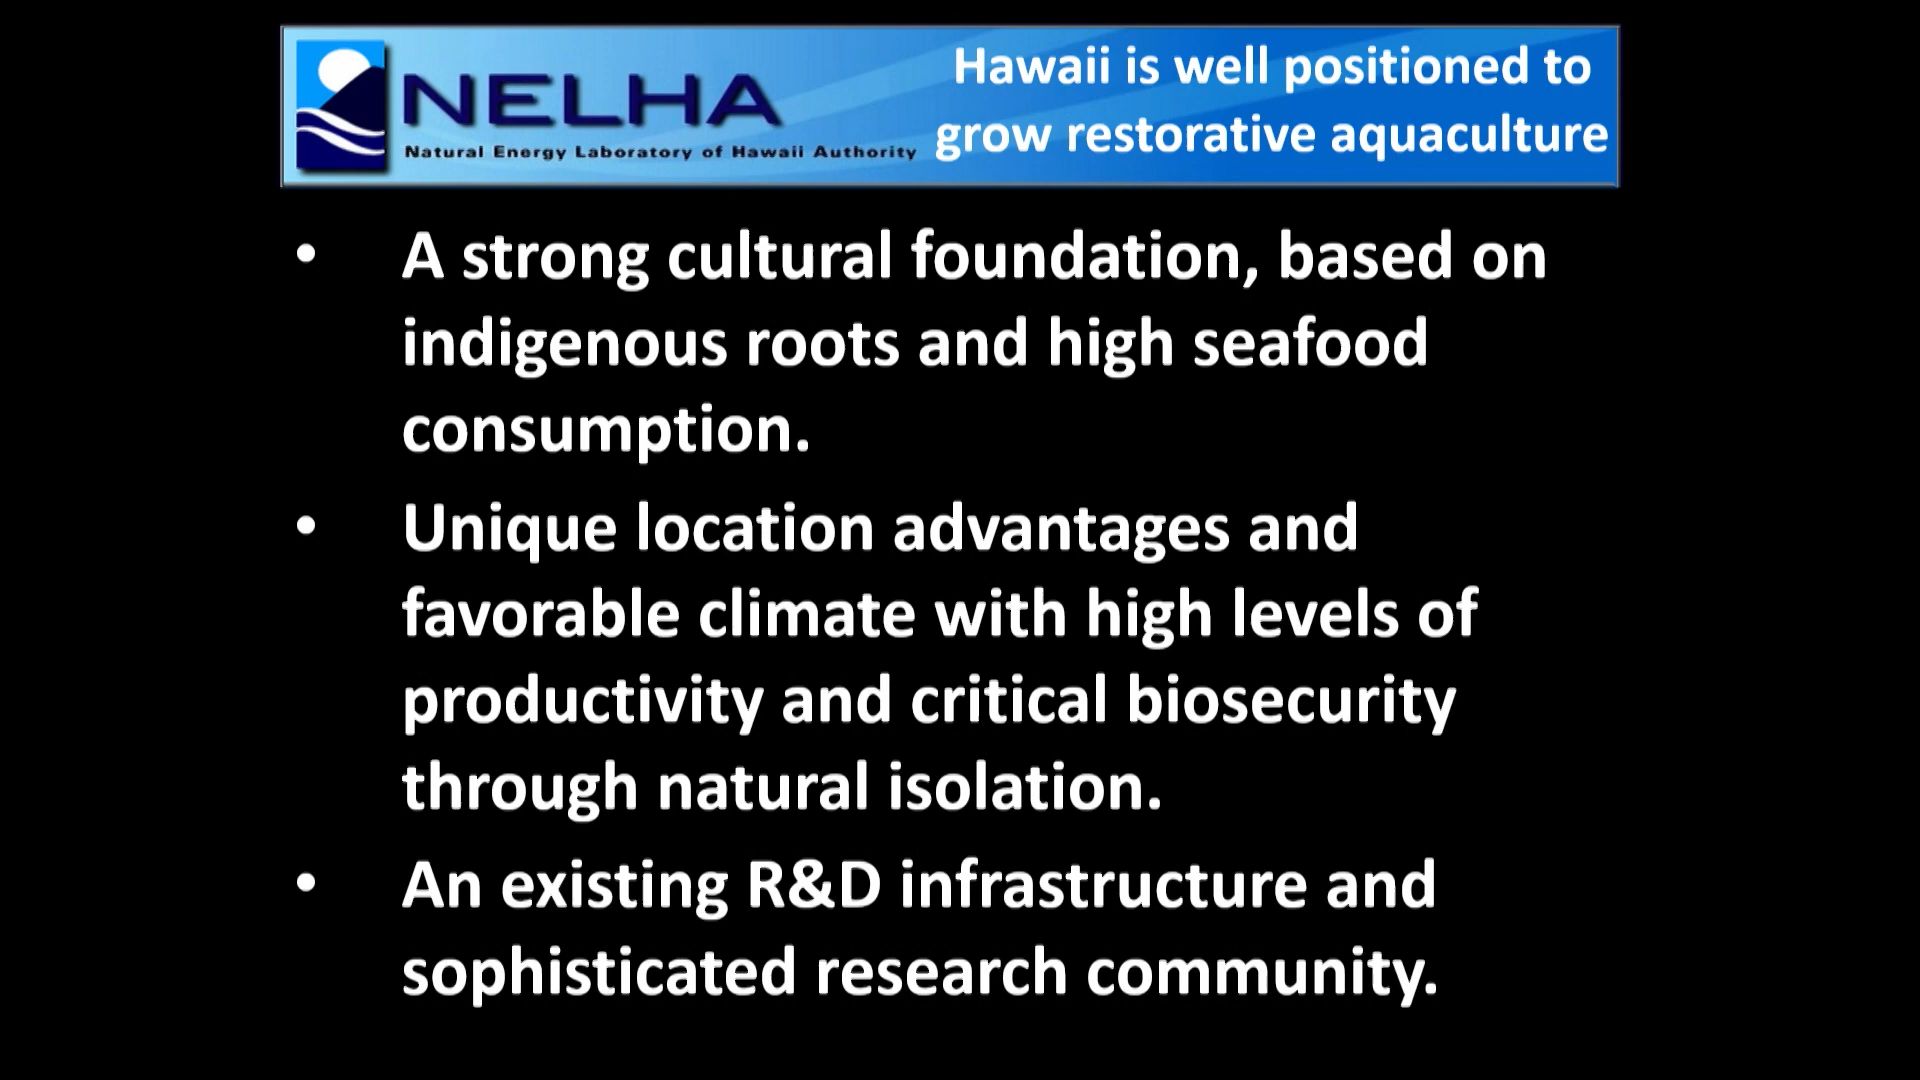 NELHA
Natural Energy Laboratory of Hawaii Authority
Hawaii is well positioned to
grow restorative aquaculture
• A strong cultural foundation, based on
indigenous roots and high seafood
consumption.
• Unique location advantages and
favorable climate with high levels of
productivity and critical biosecurity
through natural isolation.
• An existing R&D infrastructure and
sophisticated research community.